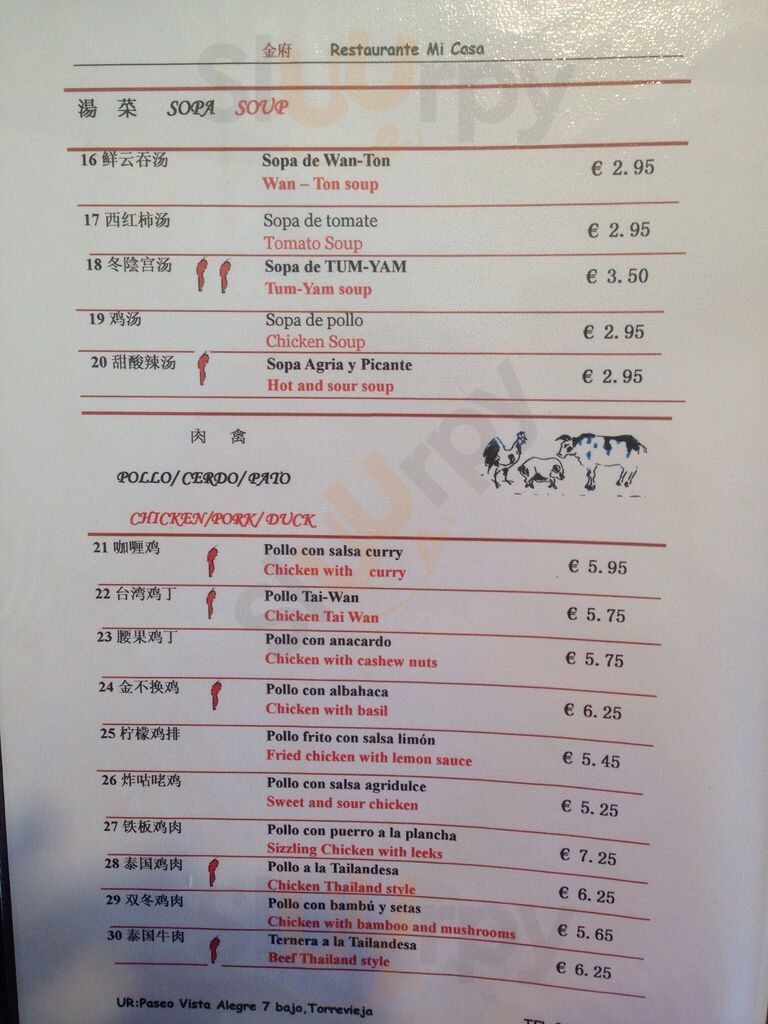 金府 Restaurante Mi Casa
湯 菜 SOPA SOUP
16 鲜云吞汤 Sopa de Wan-Ton € 2.95
Wan – Ton soup
17 西红柿汤 Sopa de tomate € 2.95
Tomato Soup
18 冬陰宫汤 Sopa de TUM-YAM € 3.50
Tum-Yam soup
19 鸡汤 Sopa de pollo € 2.95
Chicken Soup
20 甜酸辣汤 Sopa Agria y Picante € 2.95
Hot and sour soup
肉 禽
POLLO/CERDO/PATO
CHICKEN/PORK/DUCK
21 咖喱鸡 Pollo con salsa curry € 5.95
Chicken with curry
22 台湾鸡丁 Pollo Tai-Wan € 5.75
Chicken Tai Wan
23 腰果鸡丁 Pollo con anacardo € 5.75
Chicken with cashew nuts
24 金不换鸡 Pollo con albahaca € 6.25
Chicken with basil
25 柠檬鸡排 Pollo frito con salsa limón € 5.45
Fried chicken with lemon sauce
26 炸咕咾鸡 Pollo con salsa agridulce € 5.25
Sweet and sour chicken
27 铁板鸡肉 Pollo con puerro a la plancha € 7.25
Sizzling Chicken with leeks
28 泰国鸡肉 Pollo a la Tailandesa € 6.25
Chicken Thailand style
29 双冬鸡肉 Pollo con bambú y setas € 5.65
Chicken with bamboo and mushrooms
30 泰国牛肉 Ternera a la Tailandesa € 6.25
Beef Thailand style
UR:Paseo Vista Alegre 7 bajo,Torrevieja
sluurpy
sluurpy